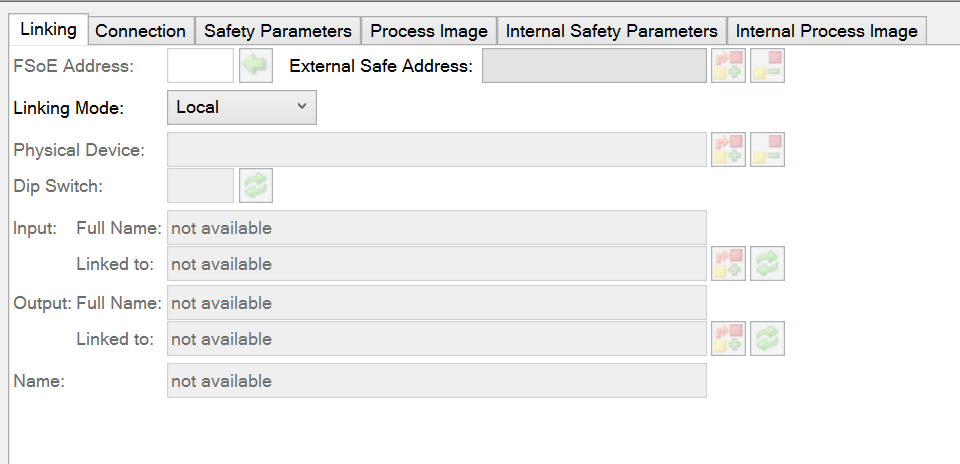 Linking Connection Safety Parameters Process Image Internal Safety Parameters Internal Process Image
FSoE Address: External Safe Address:
Linking Mode: Local
Physical Device:
Dip Switch:
Input: Full Name: not available
Linked to: not available
Output: Full Name: not available
Linked to: not available
Name: not available